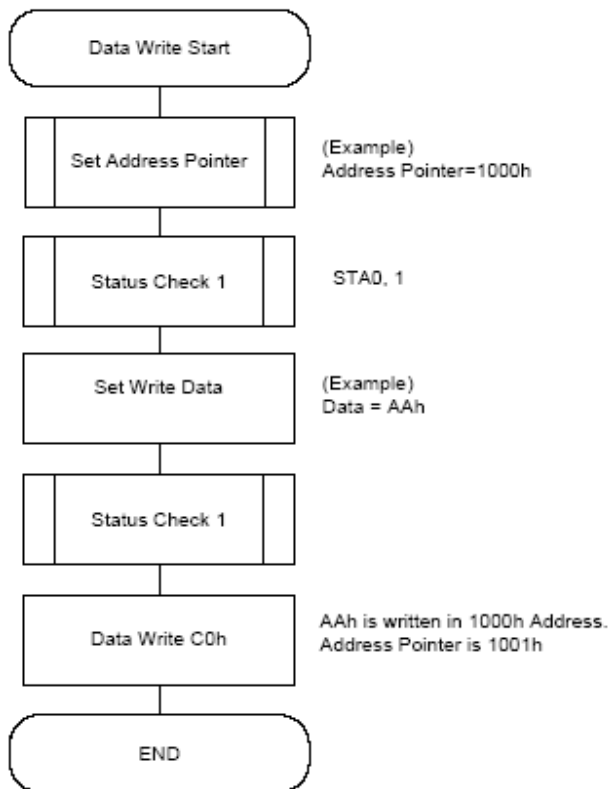 Data Write Start
Set Address Pointer
(Example)
Address Pointer=1000h
Status Check 1
STA0, 1
Set Write Data
(Example)
Data = AAh
Status Check 1
Data Write C0h
AAh is written in 1000h Address.
Address Pointer is 1001h
END